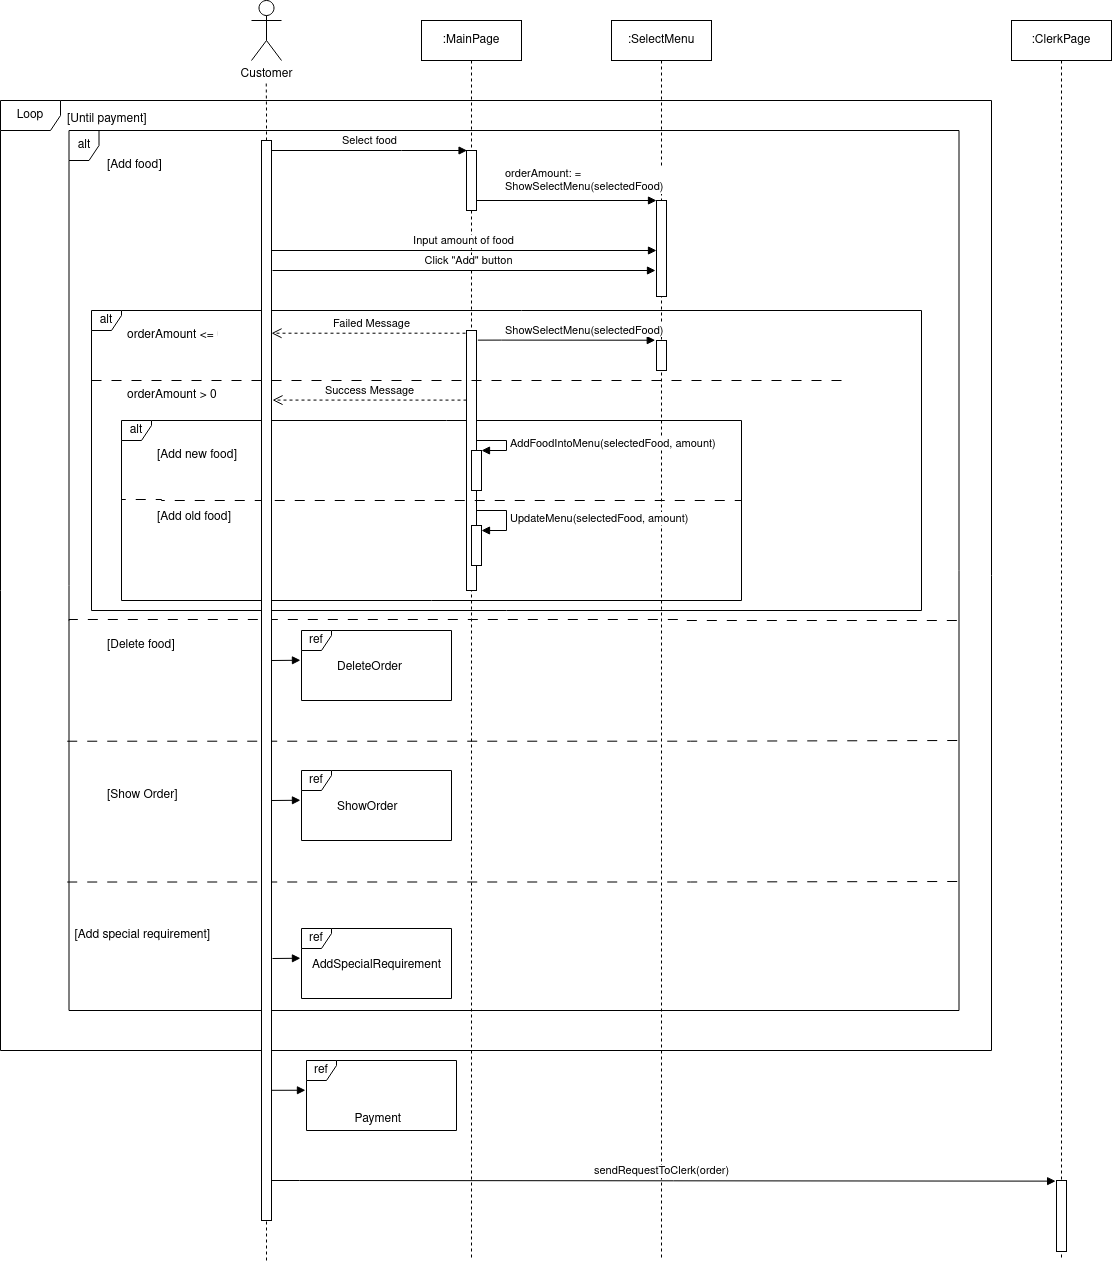 Customer
:MainPage
:SelectMenu
:ClerkPage
Loop
[Until payment]
alt
[Add food]
Select food
orderAmount: =
ShowSelectMenu(selectedFood)
Input amount of food
Click "Add" button
alt
orderAmount <=
Failed Message
ShowSelectMenu(selectedFood)
orderAmount > 0
Success Message
alt
[Add new food]
AddFoodIntoMenu(selectedFood, amount)
[Add old food]
UpdateMenu(selectedFood, amount)
[Delete food]
ref
DeleteOrder
[Show Order]
ref
ShowOrder
[Add special requirement]
ref
AddSpecialRequirement
ref
Payment
sendRequestToClerk(order)